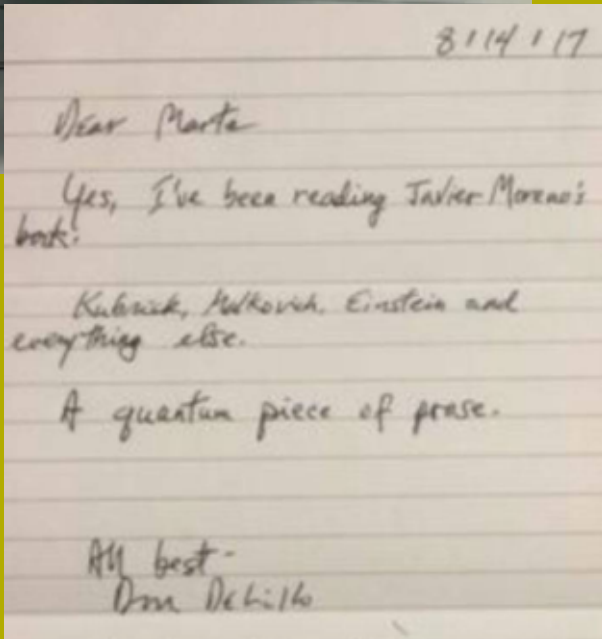 8/14/17
Dear Marta
Yes, I've been reading Javier Moreno's
book.
Kubrick, Malkovich, Einstein and
everything else.
A quantum piece of prose.
All best-
Don DeLillo